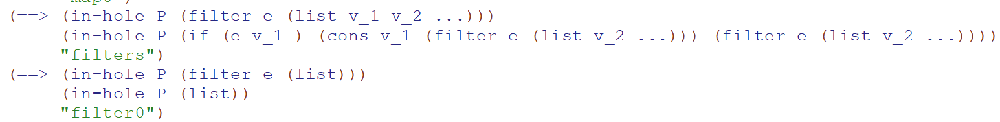 "map0")
(==> (in-hole P (filter e (list v_1 v_2 ...)))
(in-hole P (if (e v_1 ) (cons v_1 (filter e (list v_2 ...))) (filter e (list v_2 ...))))
"filters")
(==> (in-hole P (filter e (list)))
(in-hole P (list))
"filter0")